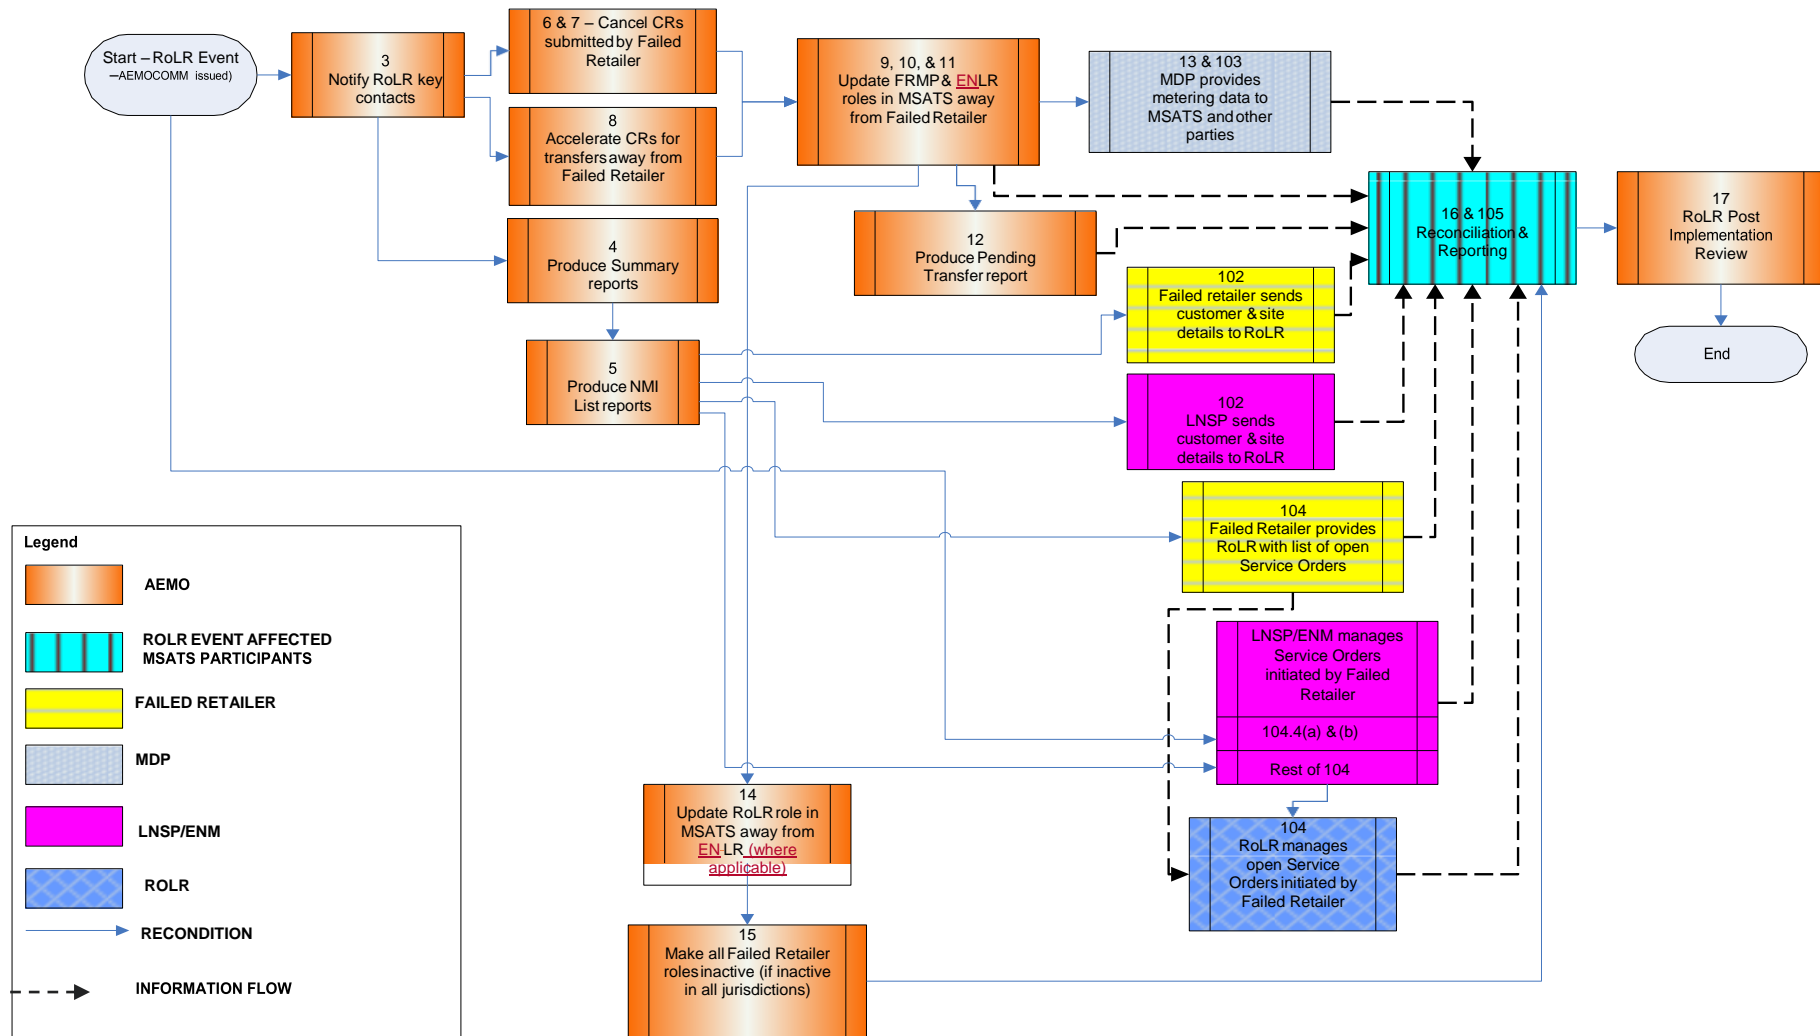 Start – RoLR Event
–AEMOCOMM issued)
3
Notify RoLR key
contacts
6 & 7 – Cancel CRs
submitted by Failed
Retailer
8
Accelerate CRs for
transfers away from
Failed Retailer
4
Produce Summary
reports
5
Produce NMI
List reports
9, 10, & 11
Update FRMP & ENLR
roles in MSATS away
from Failed Retailer
12
Produce Pending
Transfer report
13 & 103
MDP provides
metering data to
MSATS and other
parties
102
Failed retailer sends
customer & site
details to RoLR
102
LNSP sends
customer & site
details to RoLR
104
Failed Retailer provides
RoLR with list of open
Service Orders
LNSP/ENM manages
Service Orders
initiated by Failed
Retailer
104.4(a) & (b)
Rest of 104
104
RoLR manages
open Service
Orders initiated by
Failed Retailer
14
Update RoLR role in
MSATS away from
EN LR (where
applicable)
15
Make all Failed Retailer
roles inactive (if inactive
in all jurisdictions)
16 & 105
Reconciliation &
Reporting
17
RoLR Post
Implementation
Review
End
Legend
AEMO
ROLR EVENT AFFECTED
MSATS PARTICIPANTS
FAILED RETAILER
MDP
LNSP/ENM
ROLR
RECONDITION
INFORMATION FLOW